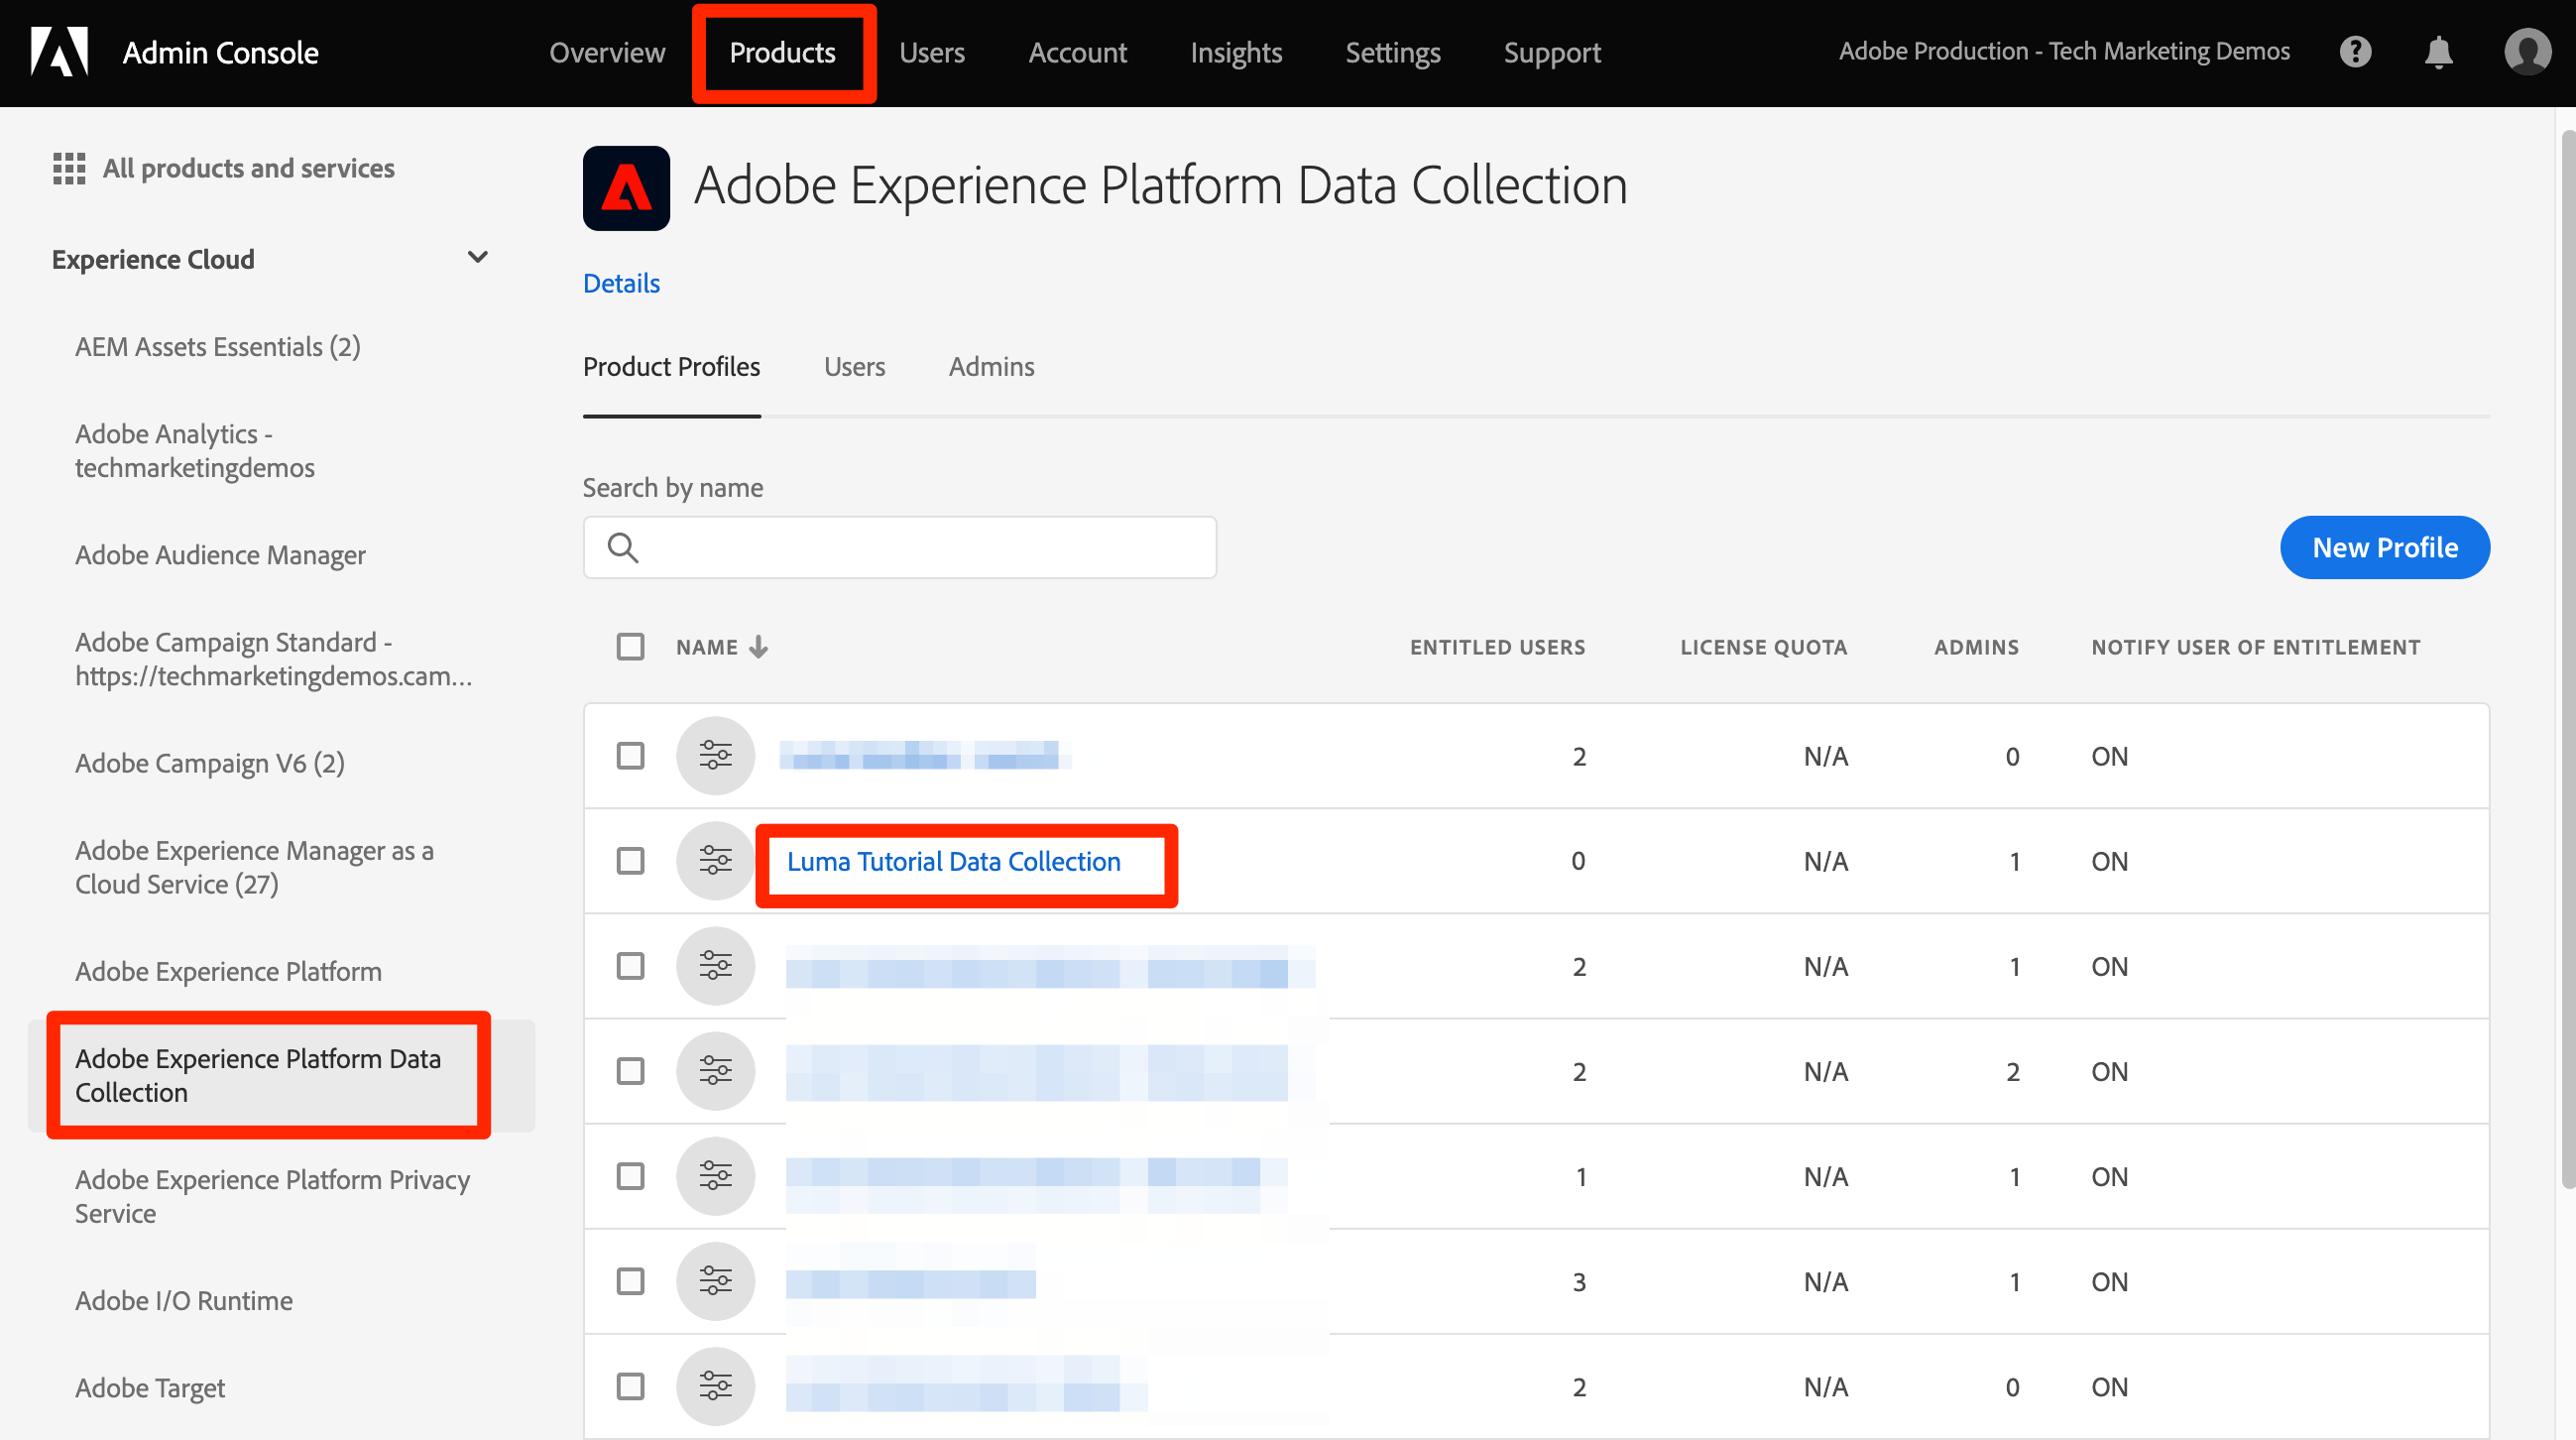 Admin Console
Overview Products Users Account Insights Settings Support Adobe Production - Tech Marketing Demos
All products and services
Experience Cloud
AEM Assets Essentials (2)
Adobe Analytics -
techmarketingdemos
Adobe Audience Manager
Adobe Campaign Standard -
https://techmarketingdemos.cam...
Adobe Campaign V6 (2)
Adobe Experience Manager as a
Cloud Service (27)
Adobe Experience Platform
Adobe Experience Platform Data
Collection
Adobe Experience Platform Privacy
Service
Adobe I/O Runtime
Adobe Target
Adobe Experience Platform Data Collection
Details
Product Profiles Users Admins
Search by name
New Profile
NAME ENTITLED USERS LICENSE QUOTA ADMINS NOTIFY USER OF ENTITLEMENT
2 N/A 0 ON
Luma Tutorial Data Collection 0 N/A 1 ON
2 N/A 1 ON
2 N/A 2 ON
1 N/A 1 ON
3 N/A 1 ON
2 N/A 0 ON